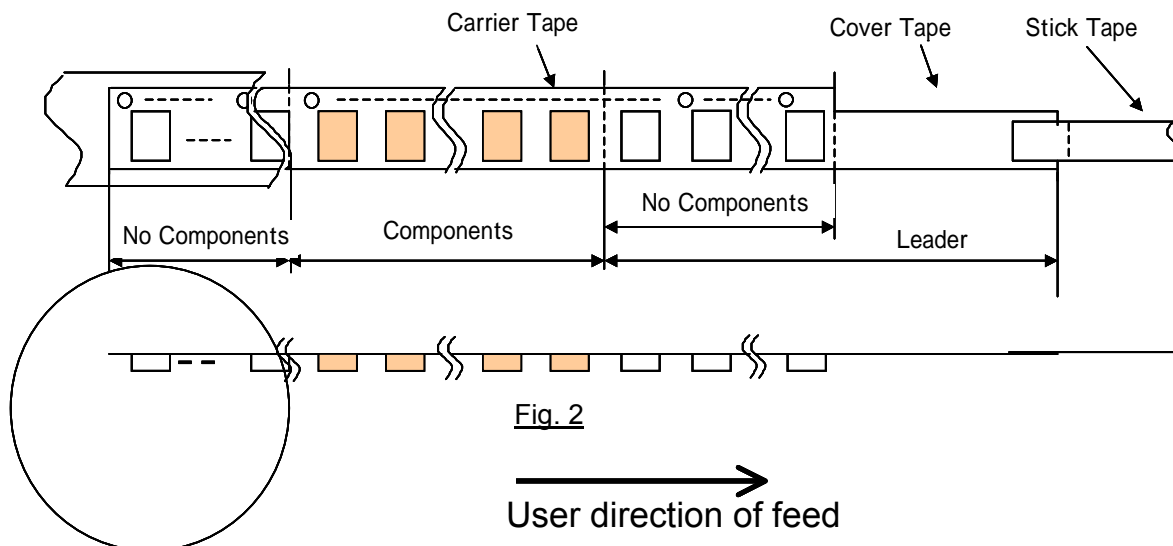 Carrier Tape
Cover Tape
Stick Tape
No Components
No Components
Components
Leader
Fig. 2
User direction of feed